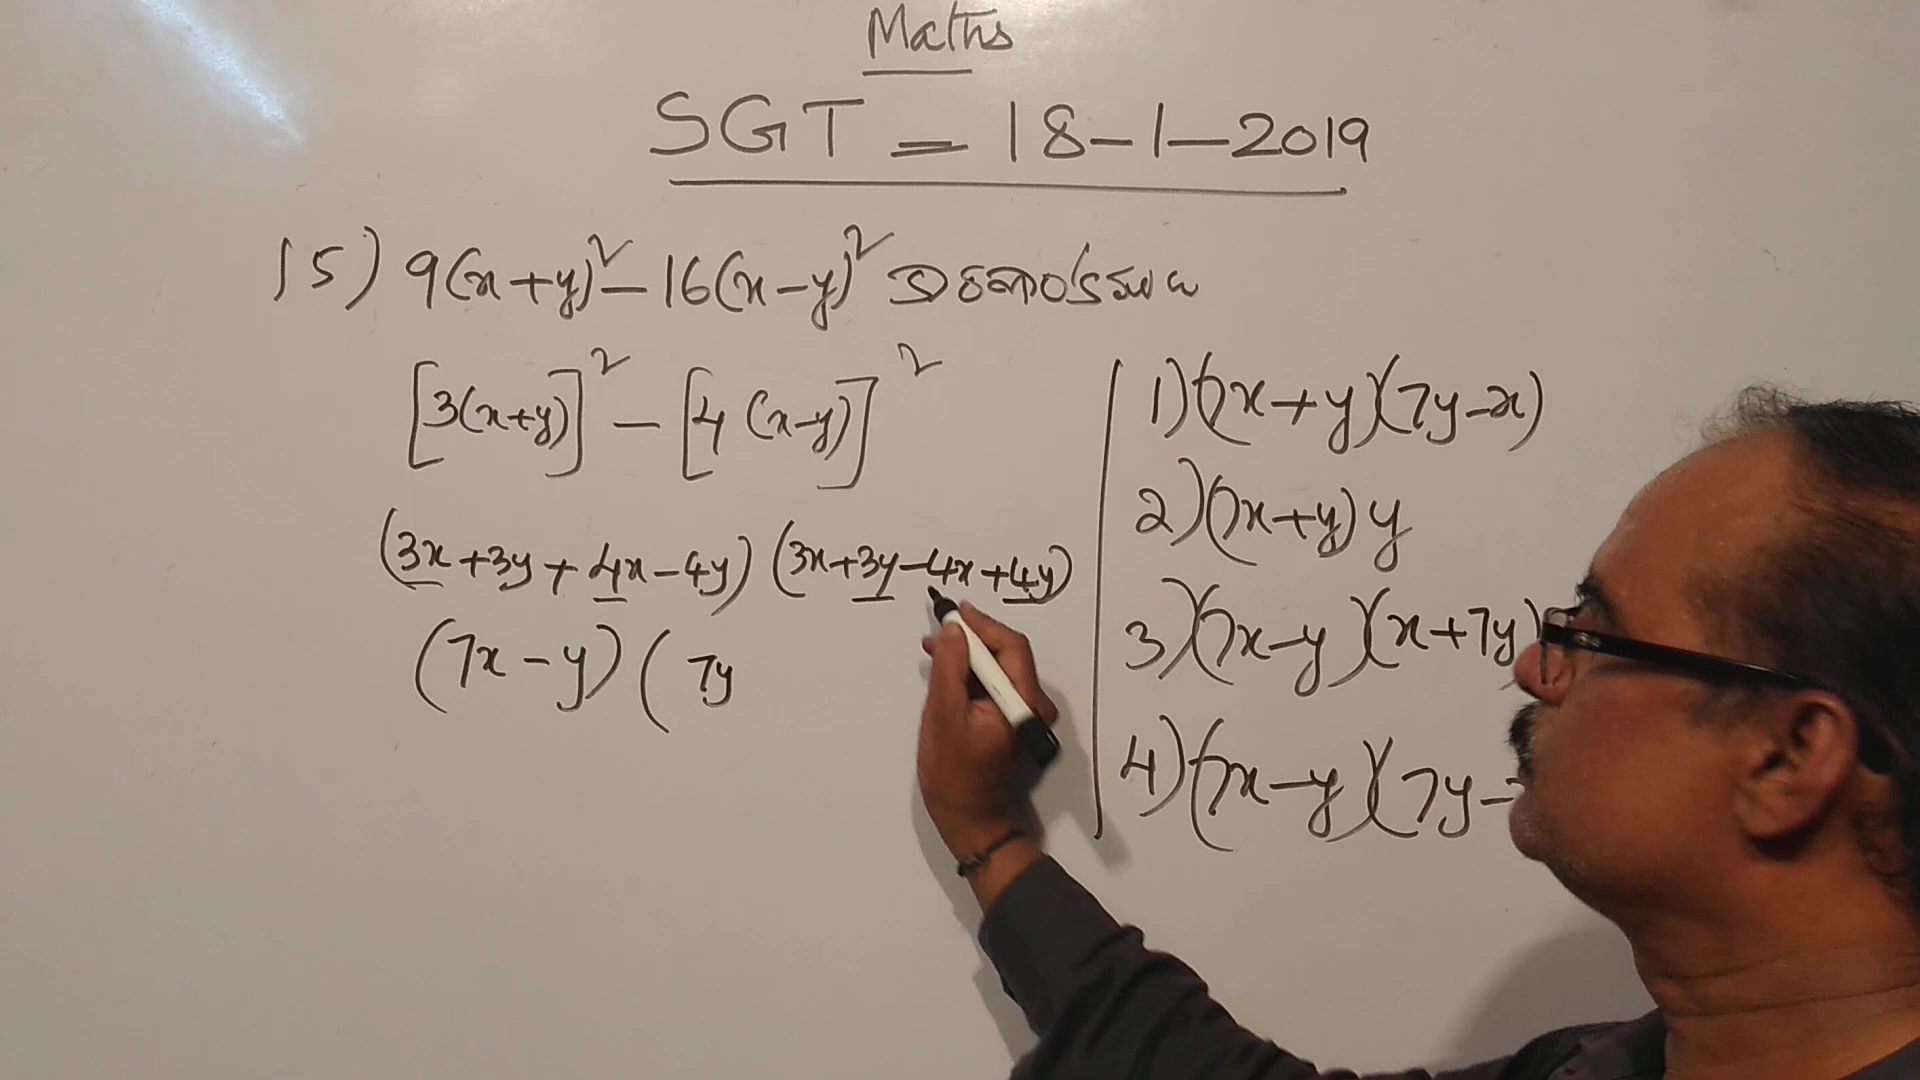 Maths
SGT = 18-1-2019
15) 9(x+y)² - 16(x-y)²
[3(x+y)]² - [4(x-y)]²
(3x+3y+4x-4y) (3x+3y-4x+4y)
(7x-y) (7y
1) (7x+y)(7y-x)
2) (7x+y) y
3) (7x-y)(x+7y)
4) (7x-y)(7y-